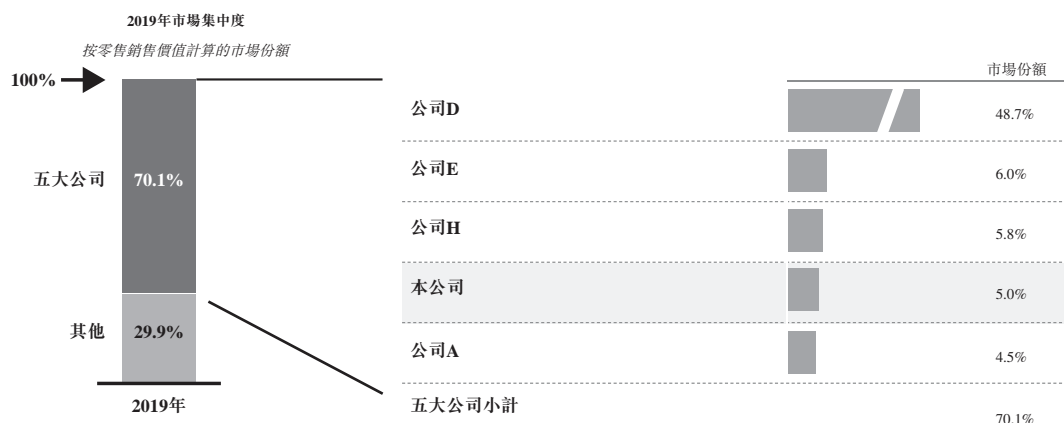 2019年市場集中度
按零售銷售價值計算的市場份額
100%
五大公司 70.1%
其他 29.9%
2019年
市場份額
公司D 48.7%
公司E 6.0%
公司H 5.8%
本公司 5.0%
公司A 4.5%
五大公司小計 70.1%